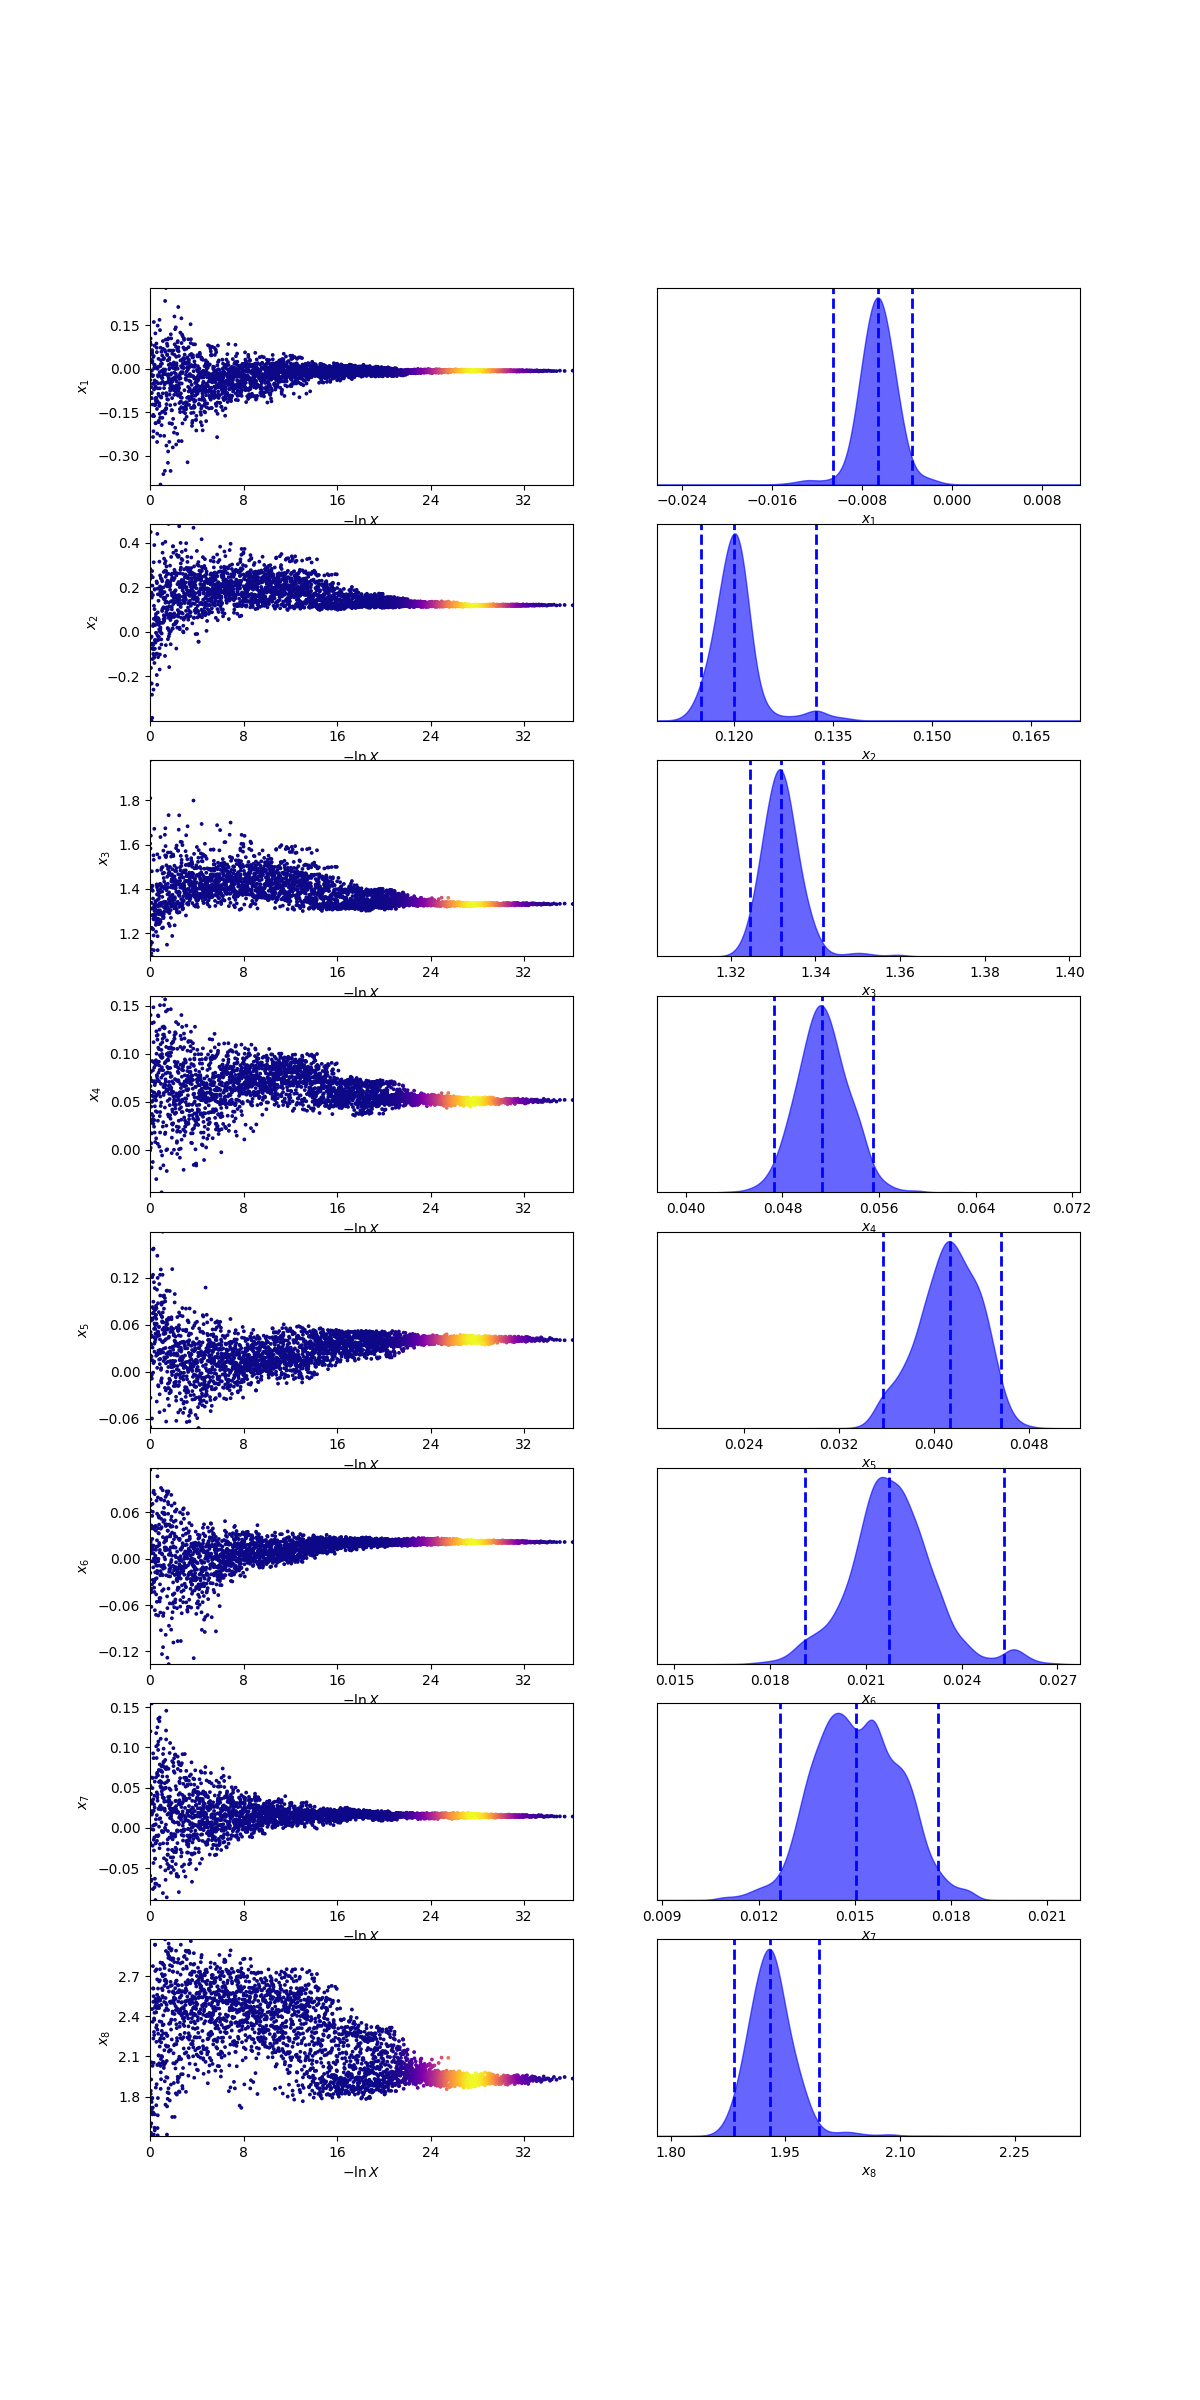 0.15
0.00
−0.15
−0.30
x₁
0 8 16 24 32
−ln X
−0.024 −0.016 −0.008 0.000 0.008
x₁
0.4
0.2
0.0
−0.2
x₂
0 8 16 24 32
−ln X
0.120 0.135 0.150 0.165
x₂
1.8
1.6
1.4
1.2
x₃
0 8 16 24 32
−ln X
1.32 1.34 1.36 1.38 1.40
x₃
0.15
0.10
0.05
0.00
x₄
0 8 16 24 32
−ln X
0.040 0.048 0.056 0.064 0.072
x₄
0.12
0.06
0.00
−0.06
x₅
0 8 16 24 32
−ln X
0.024 0.032 0.040 0.048
x₅
0.06
0.00
−0.06
−0.12
x₆
0 8 16 24 32
−ln X
0.015 0.018 0.021 0.024 0.027
x₆
0.15
0.10
0.05
0.00
−0.05
x₇
0 8 16 24 32
−ln X
0.009 0.012 0.015 0.018 0.021
x₇
2.7
2.4
2.1
1.8
x₈
0 8 16 24 32
−ln X
1.80 1.95 2.10 2.25
x₈